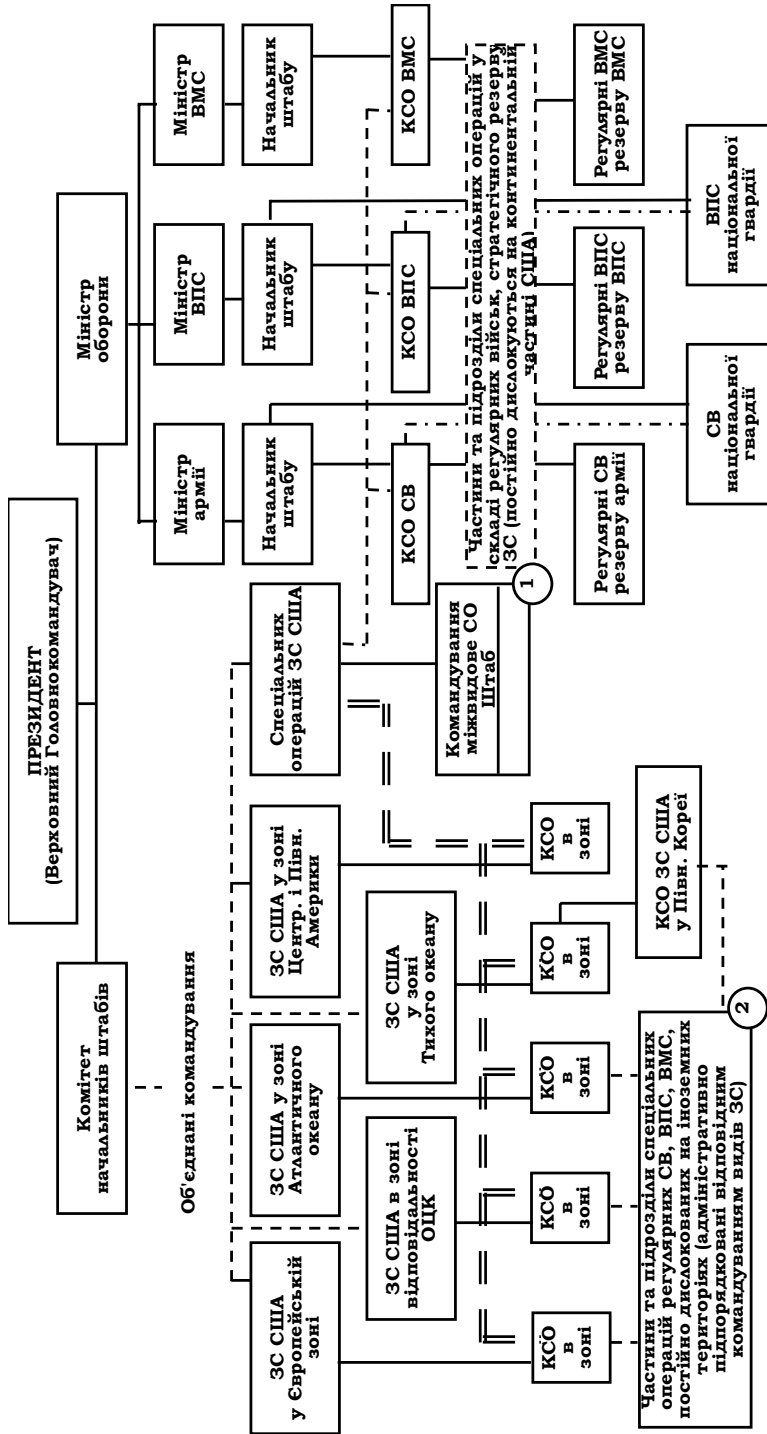 ПРЕЗИДЕНТ
(Верховний Головнокомандувач)
Комітет
начальників штабів
Міністр
оборони
Об'єднані командування
Міністр
армії
Міністр
ВПС
Міністр
ВМС
ЗС США
у Європейській
зоні
ЗС США у зоні
Атлантичного
океану
ЗС США у зоні
Центр. і Півн.
Америки
Спеціальних
операцій ЗС США
Начальник
штабу
Начальник
штабу
Начальник
штабу
ЗС США в зоні
відповідальності
ОЦК
ЗС США
у зоні
Тихого океану
КСО СВ
КСО ВПС
КСО ВМС
Командування
міжвидове СО
Штаб
1
Частини та підрозділи спеціальних операцій у
складі регулярних військ, стратегічного резерву
ЗС (постійно дислокуються на континентальній
частині США)
КСО
в
зоні
КСО
в
зоні
КСО
в
зоні
КСО
в
зоні
КСО
в
зоні
Регулярні СВ
резерву армії
Регулярні ВПС
резерву ВПС
Регулярні ВМС
резерву ВМС
Частини та підрозділи спеціальних
операцій регулярних СВ, ВПС, ВМС,
постійно дислокованих на іноземних
територіях (адміністративно
підпорядковані відповідним
командуванням видів ЗС)
2
КСО ЗС США
у Півн. Кореї
СВ
національної
гвардії
ВПС
національної
гвардії